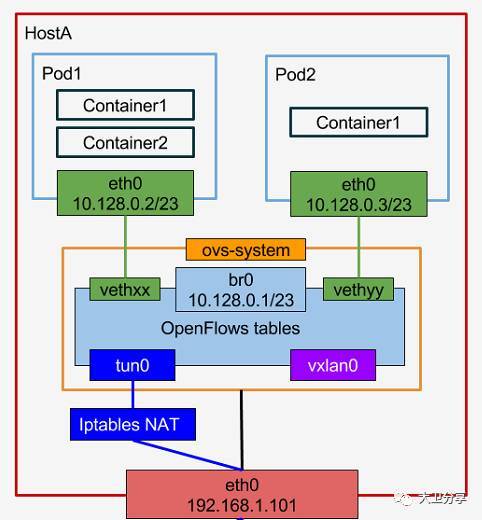 HostA
Pod1
Container1
Container2
Pod2
Container1
eth0
10.128.0.2/23
eth0
10.128.0.3/23
ovs-system
vethxx
br0
10.128.0.1/23
vethyy
OpenFlows tables
tun0
vxlan0
Iptables NAT
eth0
192.168.1.101
大卫分享